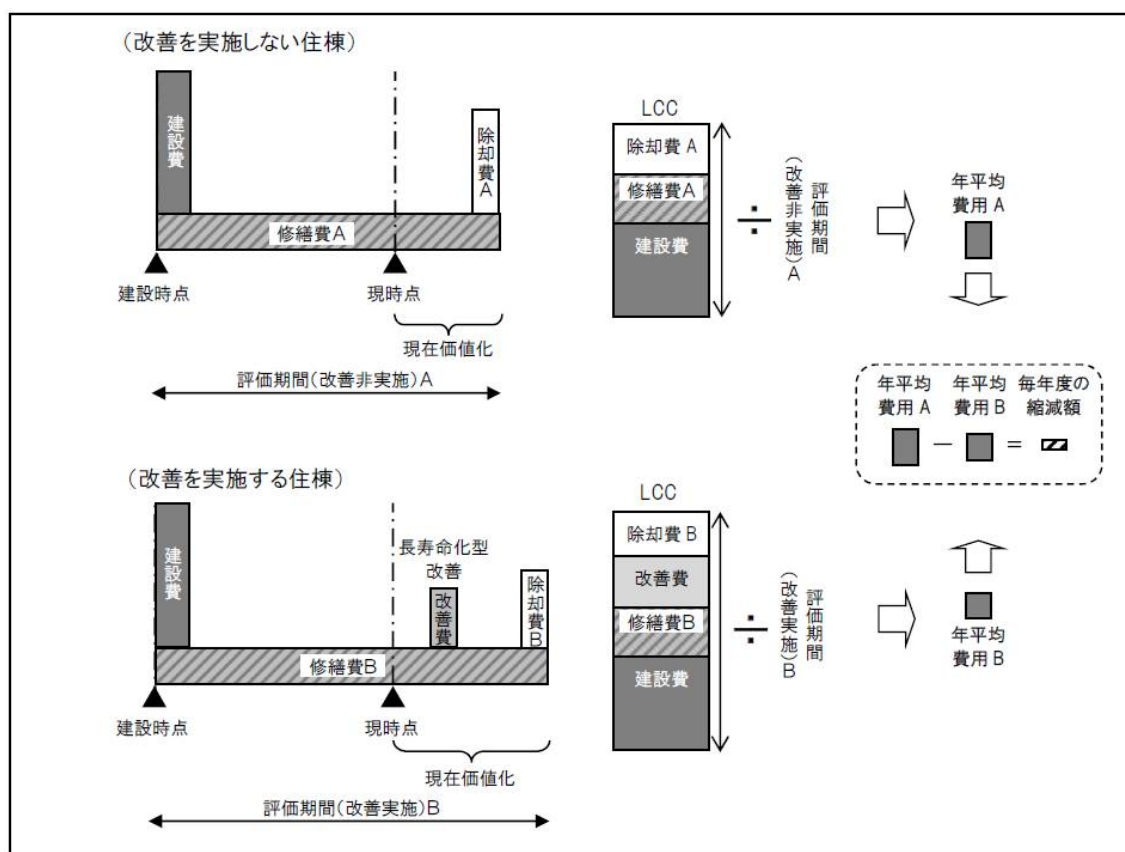 (改善を実施しない住棟)
建設費
除却費A
修繕費A
建設時点
現時点
現在価値化
評価期間(改善非実施)A
LCC
除却費 A
修繕費A
建設費
÷
評価期間
(改善非実施)A
年平均
費用 A
年平均
費用 A
年平均
費用 B
毎年度の
縮減額
− =
(改善を実施する住棟)
建設費
長寿命化型
改善
改善費
除却費B
修繕費B
建設時点
現時点
現在価値化
評価期間(改善実施)B
LCC
除却費 B
改善費
修繕費B
建設費
÷
評価期間
(改善実施)B
年平均
費用 B